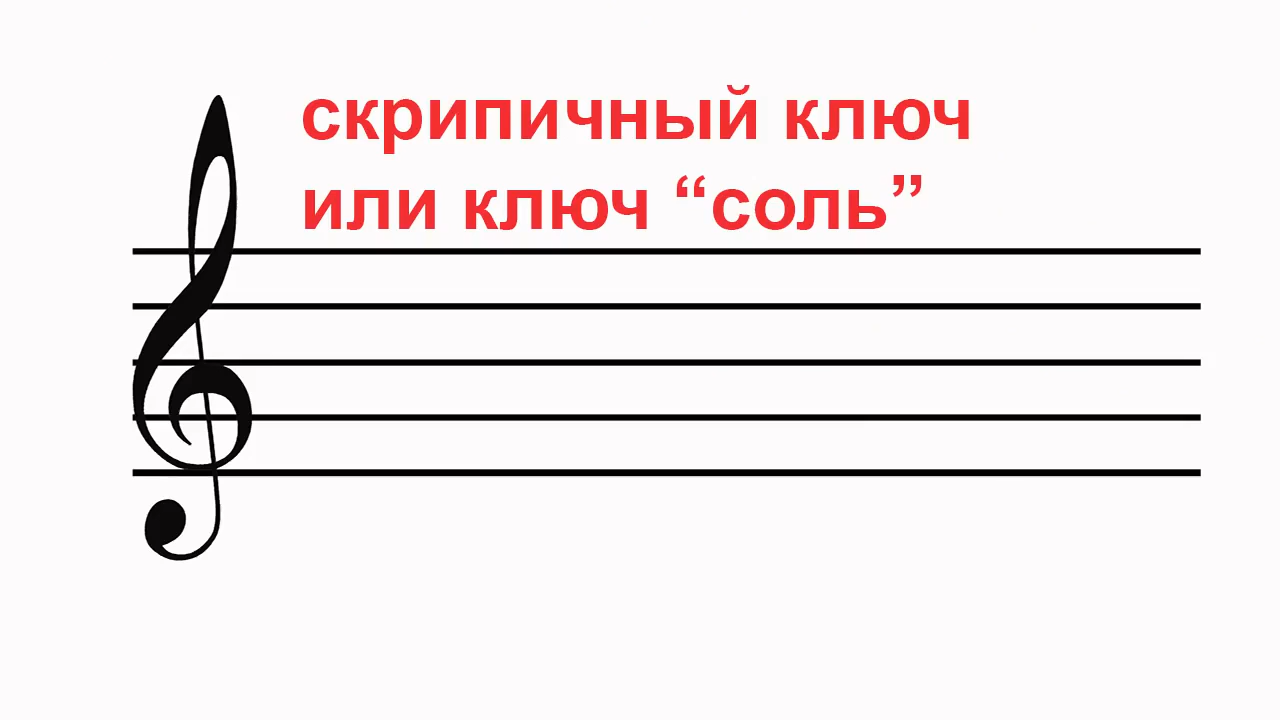 скрипичный ключ
или ключ “соль”